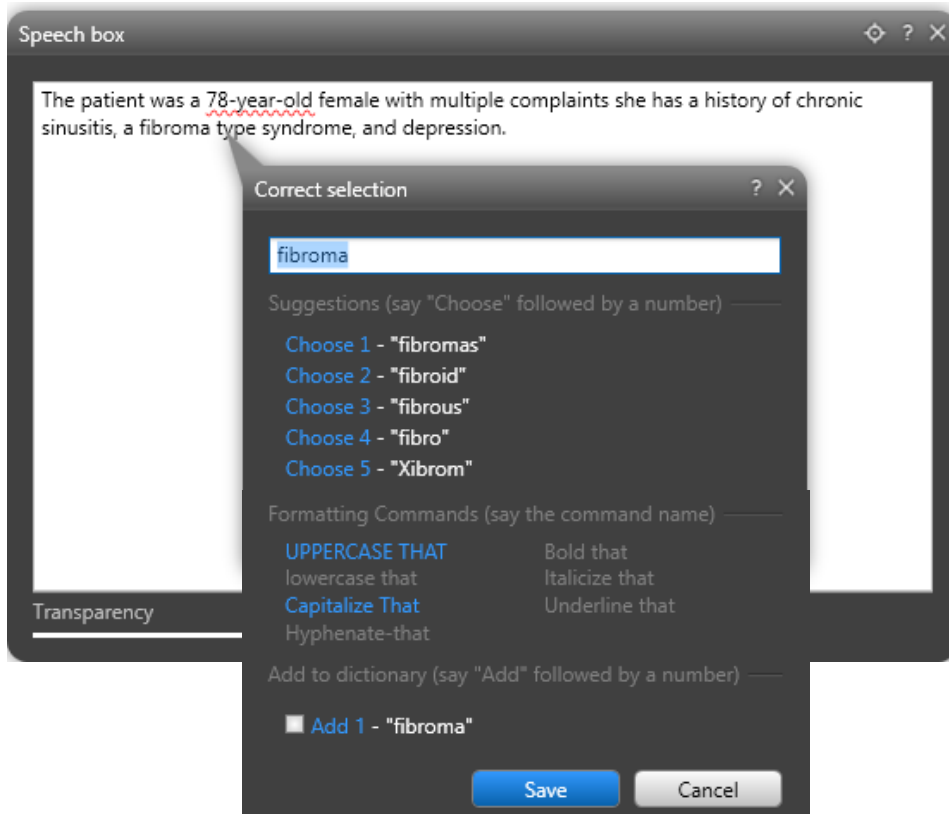 Speech box
?
The patient was a 78-year-old female with multiple complaints she has a history of chronic
sinusitis, a fibroma type syndrome, and depression.
Correct selection
?
fibroma
Suggestions (say "Choose" followed by a number)
Choose 1 - "fibromas"
Choose 2 - "fibroid"
Choose 3 - "fibrous"
Choose 4 - "fibro"
Choose 5 - "Xibrom"
Formatting Commands (say the command name)
UPPERCASE THAT Bold that
lowercase that Italicize that
Capitalize That Underline that
Hyphenate-that
Transparency
Add to dictionary (say "Add" followed by a number)
Add 1 - "fibroma"
Save Cancel